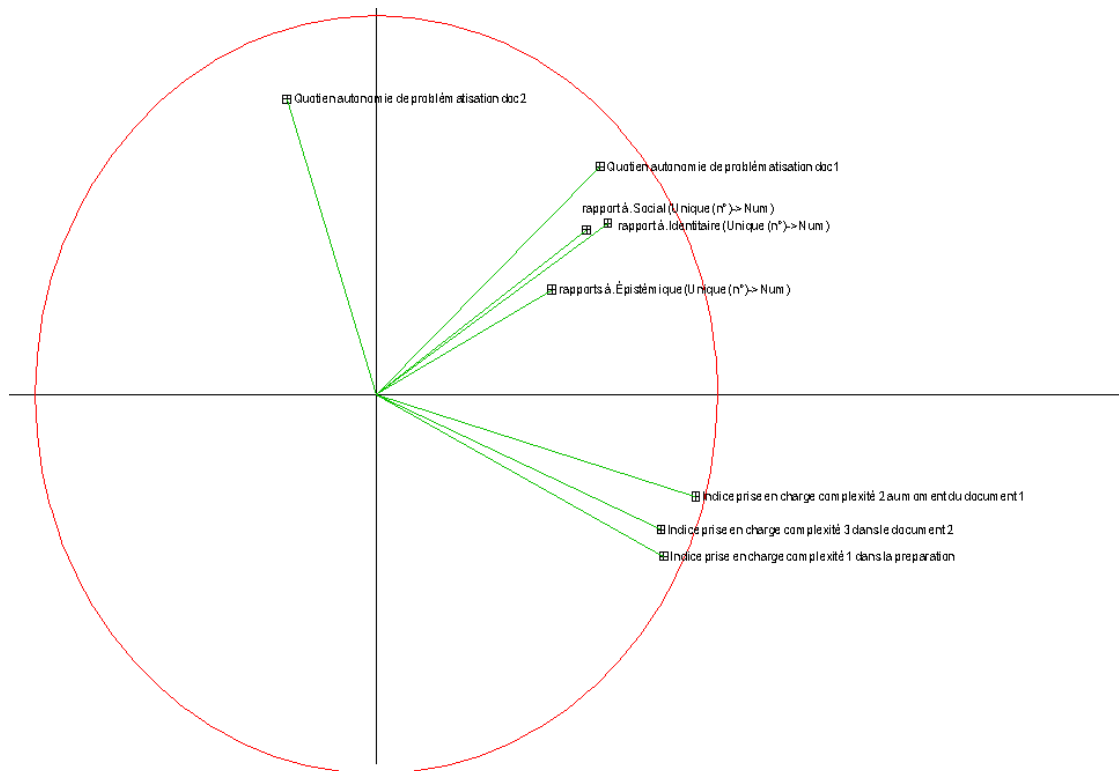 Quotien autonomie de problématisation doc2
Quotien autonomie de problématisation doc1
rapport à. Social (Unique (n°)-> Num)
rapport à. Identitaire (Unique (n°)-> Num)
rapports à. Épistémique (Unique (n°)-> Num)
Indice prise en charge complexité 2 au moment du document 1
Indice prise en charge complexité 3 dans le document 2
Indice prise en charge complexité 1 dans la preparation